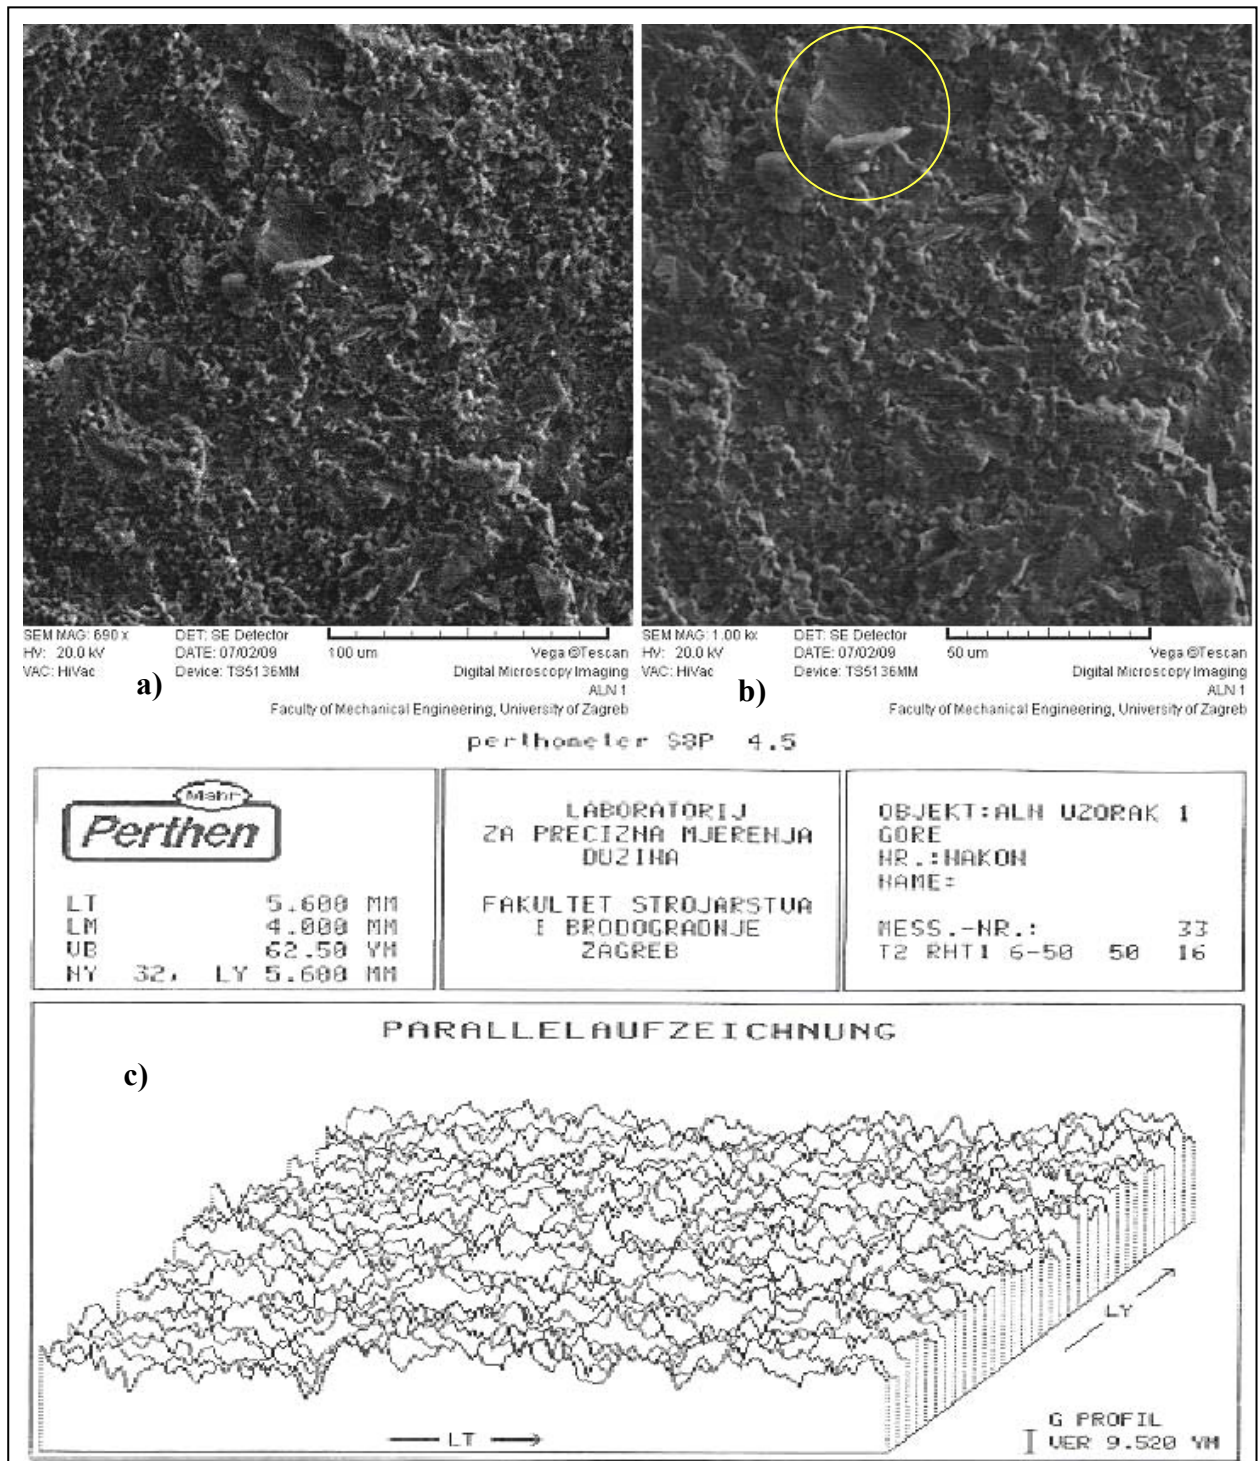 SEM MAG: 690 x
DET: SE Detector
HV: 20.0 kV
DATE: 07/02/09
100 um
Vega ©Tescan
VAC: HiVac
Device: TS5136MM
Digital Microscopy Imaging
ALN 1
Faculty of Mechanical Engineering, University of Zagreb
a)
SEM MAG: 1.00 kx
DET: SE Detector
HV: 20.0 kV
DATE: 07/02/09
50 um
Vega ©Tescan
VAC: HiVac
Device: TS5136MM
Digital Microscopy Imaging
ALN 1
Faculty of Mechanical Engineering, University of Zagreb
b)
perthometer S8P 4.5
Mahr
Perthen
LT 5.600 MM
LM 4.000 MM
VB 62.50 YM
NY 32, LY 5.600 MM
LABORATORIJ
ZA PRECIZNA MJERENJA
DUZINA
FAKULTET STROJARSTVA
I BRODOGRADNJE
ZAGREB
OBJEKT:ALN UZORAK 1
GORE
NR.:NAKON
NAME:
MESS.-NR.: 33
T2 RHT1 6-50 50 16
PARALLELAUFZEICHNUNG
c)
LY
LT
G PROFIL
VER 9.520 YM